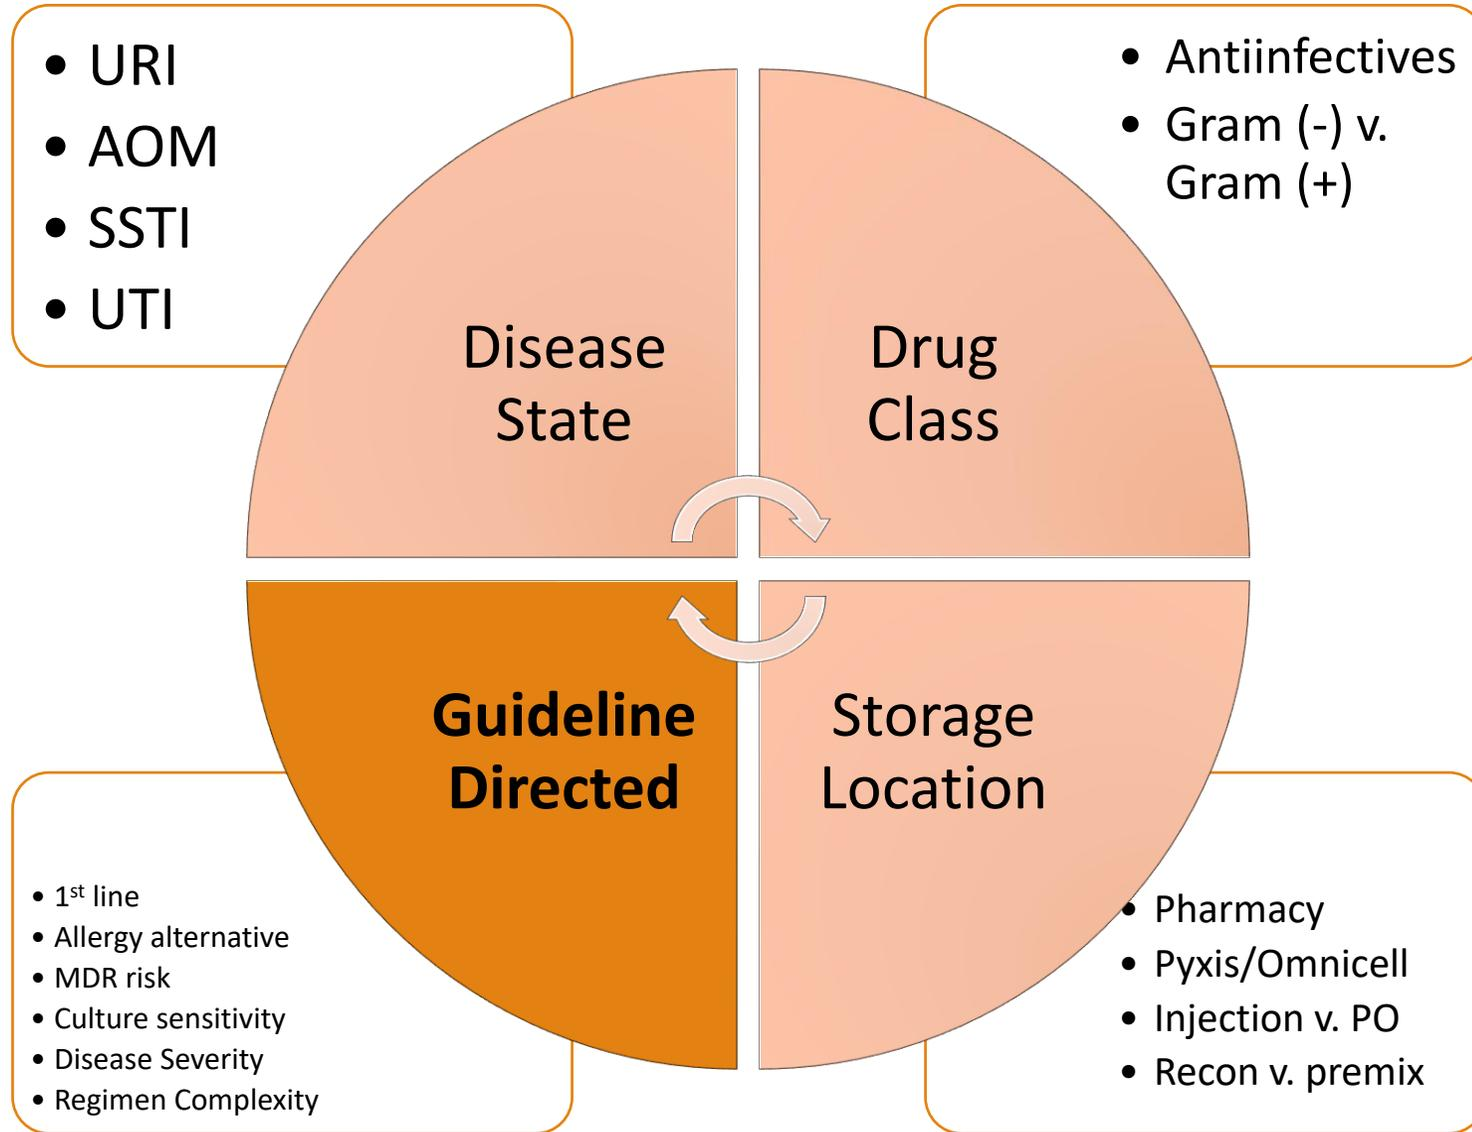 • URI
• AOM
• SSTI
• UTI
• Antiinfectives
• Gram (-) v.
Gram (+)
Disease
State
Drug
Class
Guideline
Directed
Storage
Location
• 1st line
• Allergy alternative
• MDR risk
• Culture sensitivity
• Disease Severity
• Regimen Complexity
• Pharmacy
• Pyxis/Omnicell
• Injection v. PO
• Recon v. premix